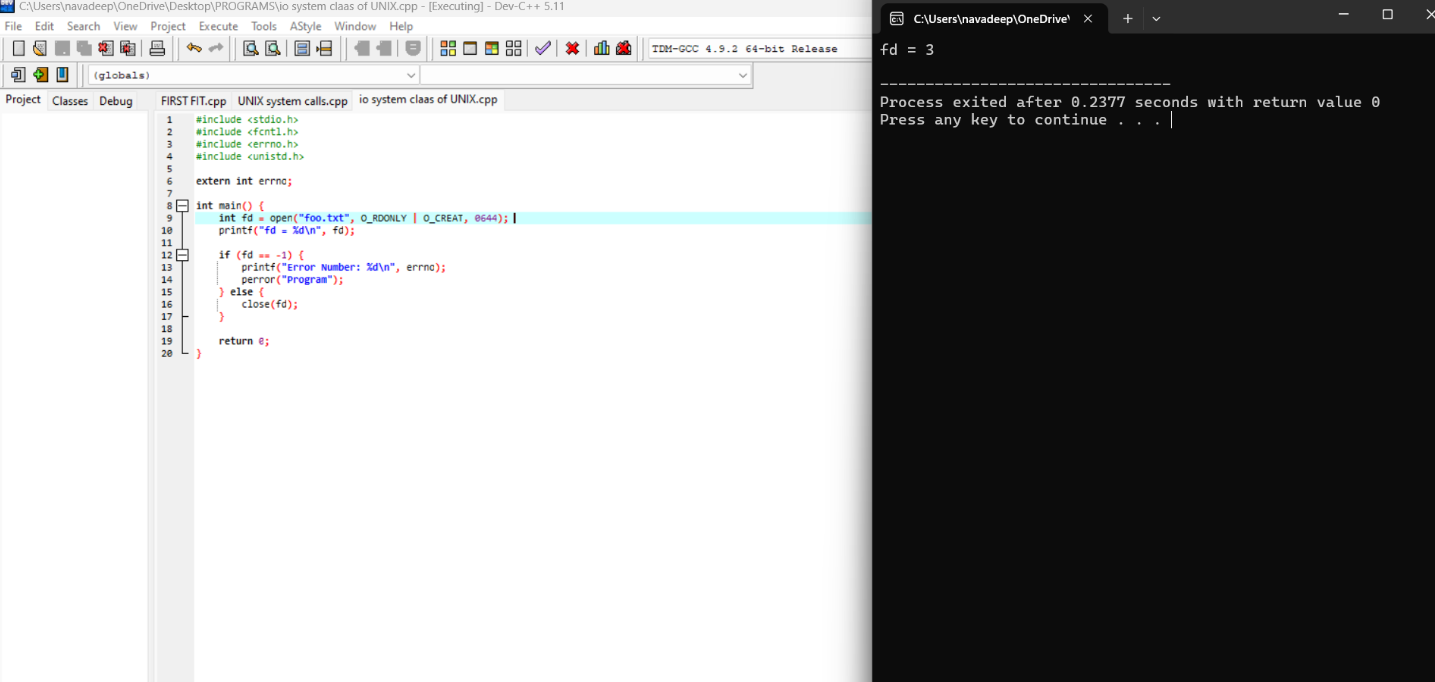 C:\Users\navadeep\OneDrive\Desktop\PROGRAMS\io system claas of UNIX.cpp - [Executing] - Dev-C++ 5.11
File Edit Search View Project Execute Tools AStyle Window Help
TDM-GCC 4.9.2 64-bit Release
(globals)
Project Classes Debug FIRST FIT.cpp UNIX system calls.cpp io system claas of UNIX.cpp
1 #include <stdio.h>
2 #include <fcntl.h>
3 #include <errno.h>
4 #include <unistd.h>
5
6 extern int errno;
7
8 int main() {
9 int fd = open("foo.txt", O_RDONLY | O_CREAT, 0644);
10 printf("fd = %d\n", fd);
11
12 if (fd == -1) {
13 printf("Error Number: %d\n", errno);
14 perror("Program");
15 } else {
16 close(fd);
17 }
18
19 return 0;
20 }
C:\Users\navadeep\OneDrive\
fd = 3
--------------------------------
Process exited after 0.2377 seconds with return value 0
Press any key to continue . . .